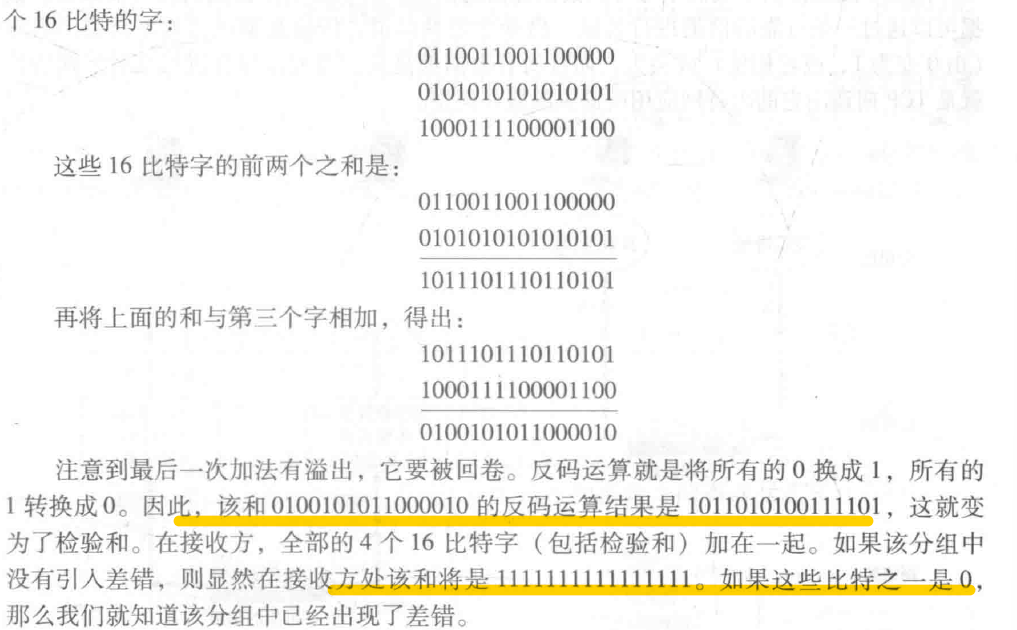 个 16 比特的字：
0110011001100000
0101010101010101
1000111100001100
这些 16 比特字的前两个之和是：
0110011001100000
0101010101010101
1011101110110101
再将上面的和与第三个字相加，得出：
1011101110110101
1000111100001100
0100101011000010
注意到最后一次加法有溢出，它要被回卷。反码运算就是将所有的 0 换成 1，所有的
1 转换成 0。因此，该和 0100101011000010 的反码运算结果是 1011010100111101，这就变
为了检验和。在接收方，全部的 4 个 16 比特字（包括检验和）加在一起。如果该分组中
没有引入差错，则显然在接收方处该和将是 1111111111111111。如果这些比特之一是 0，
那么我们就知道该分组中已经出现了差错。